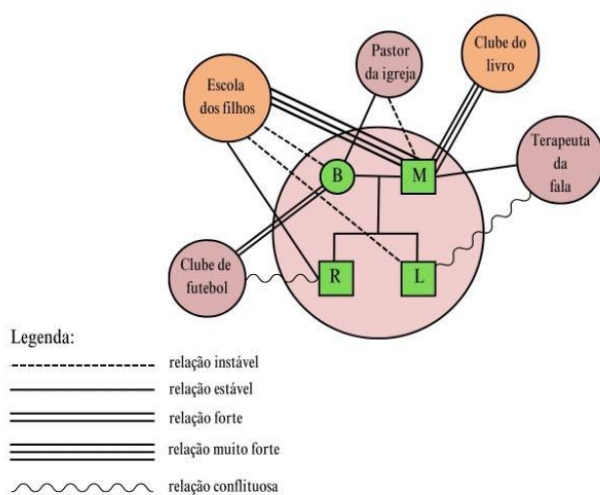 Pastor
da igreja
Clube do
livro
Escola
dos filhos
Terapeuta
da
fala
B
M
Clube de
futebol
R
L
Legenda:
relação instável
relação estável
relação forte
relação muito forte
relação conflituosa